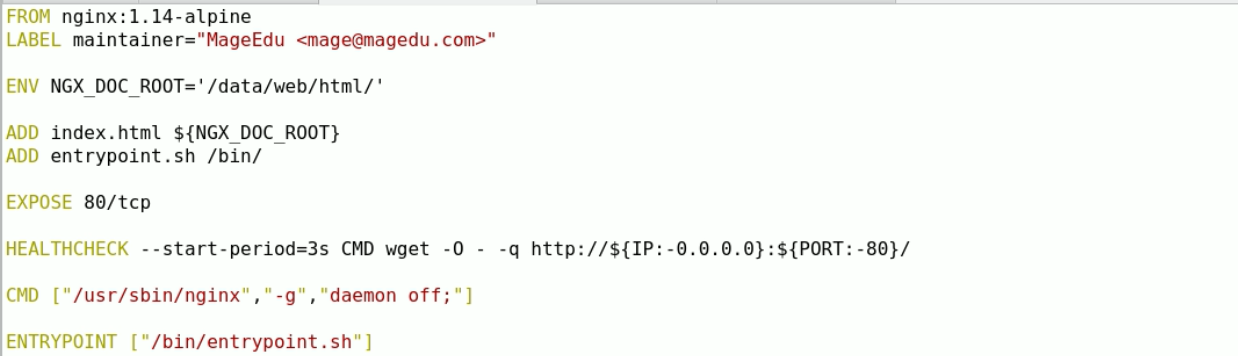 FROM nginx:1.14-alpine
LABEL maintainer="MageEdu <mage@magedu.com>"
ENV NGX_DOC_ROOT='/data/web/html/'
ADD index.html ${NGX_DOC_ROOT}
ADD entrypoint.sh /bin/
EXPOSE 80/tcp
HEALTHCHECK --start-period=3s CMD wget -O - -q http://${IP:-0.0.0.0}:${PORT:-80}/
CMD ["/usr/sbin/nginx","-g","daemon off;"]
ENTRYPOINT ["/bin/entrypoint.sh"]